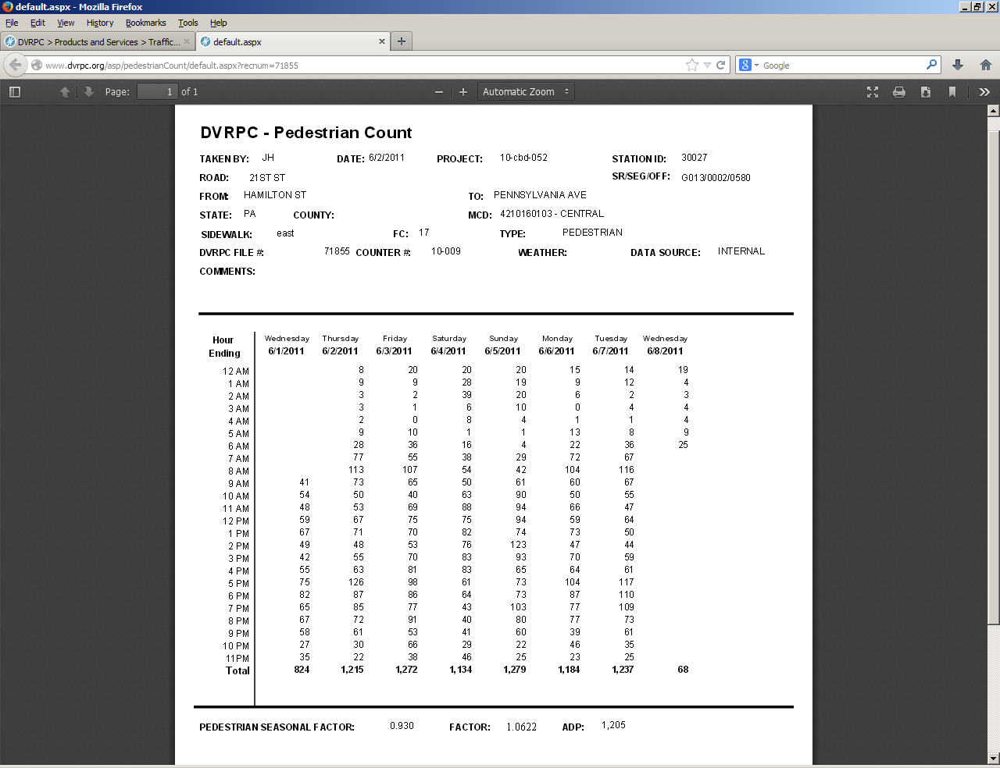 default.aspx - Mozilla Firefox
File Edit View History Bookmarks Tools Help
DVRPC > Products and Services > Traffic... default.aspx
www.dvrpc.org/asp/pedestrianCount/default.aspx?recnum=71855 Google
Page: 1 of 1 Automatic Zoom
DVRPC - Pedestrian Count
TAKEN BY: JH DATE: 6/2/2011 PROJECT: 10-cbd-052 STATION ID: 30027
ROAD: 21ST ST SR/SEG/OFF: G013/0002/0580
FROM: HAMILTON ST TO: PENNSYLVANIA AVE
STATE: PA COUNTY: MCD: 4210160103 - CENTRAL
SIDEWALK: east FC: 17 TYPE: PEDESTRIAN
DVRPC FILE #: 71855 COUNTER #: 10-009 WEATHER: DATA SOURCE: INTERNAL
COMMENTS:
Hour Wednesday Thursday Friday Saturday Sunday Monday Tuesday Wednesday
Ending 6/1/2011 6/2/2011 6/3/2011 6/4/2011 6/5/2011 6/6/2011 6/7/2011 6/8/2011
12 AM 8 20 20 20 15 14 19
1 AM 9 9 28 19 9 12 4
2 AM 3 2 39 20 6 2 3
3 AM 3 1 6 10 0 4 4
4 AM 2 0 8 4 1 1 4
5 AM 9 10 1 1 13 8 9
6 AM 28 36 16 4 22 36 25
7 AM 77 55 38 29 72 67
8 AM 113 107 54 42 104 116
9 AM 41 73 65 50 61 60 67
10 AM 54 50 40 63 90 50 55
11 AM 48 53 69 88 94 66 47
12 PM 59 67 75 75 94 59 64
1 PM 67 71 70 82 74 73 50
2 PM 49 48 53 76 123 47 44
3 PM 42 55 70 83 93 70 59
4 PM 55 63 81 83 65 64 61
5 PM 75 126 98 61 73 104 117
6 PM 82 87 86 64 73 87 110
7 PM 65 85 77 43 103 77 109
8 PM 67 72 91 40 80 77 73
9 PM 58 61 53 41 60 39 61
10 PM 27 30 66 29 22 46 35
11PM 35 22 38 46 25 23 25
Total 824 1,215 1,272 1,134 1,279 1,184 1,237 68
PEDESTRIAN SEASONAL FACTOR: 0.930 FACTOR: 1.0622 ADP: 1,205